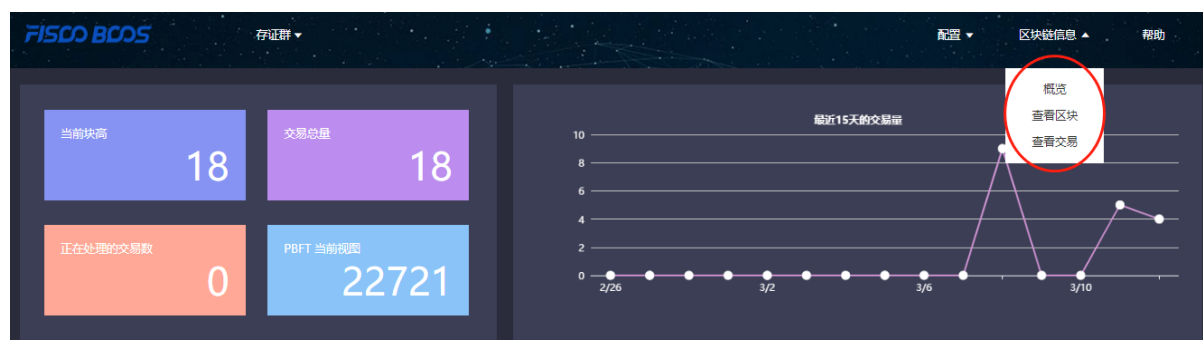 FISCO BCOS
存证群
配置
区块链信息
帮助
概览
查看区块
查看交易
当前块高
18
交易总量
18
正在处理的交易数
0
PBFT 当前视图
22721
最近15天的交易量
10
8
6
4
2
0
2/26
3/2
3/6
3/10